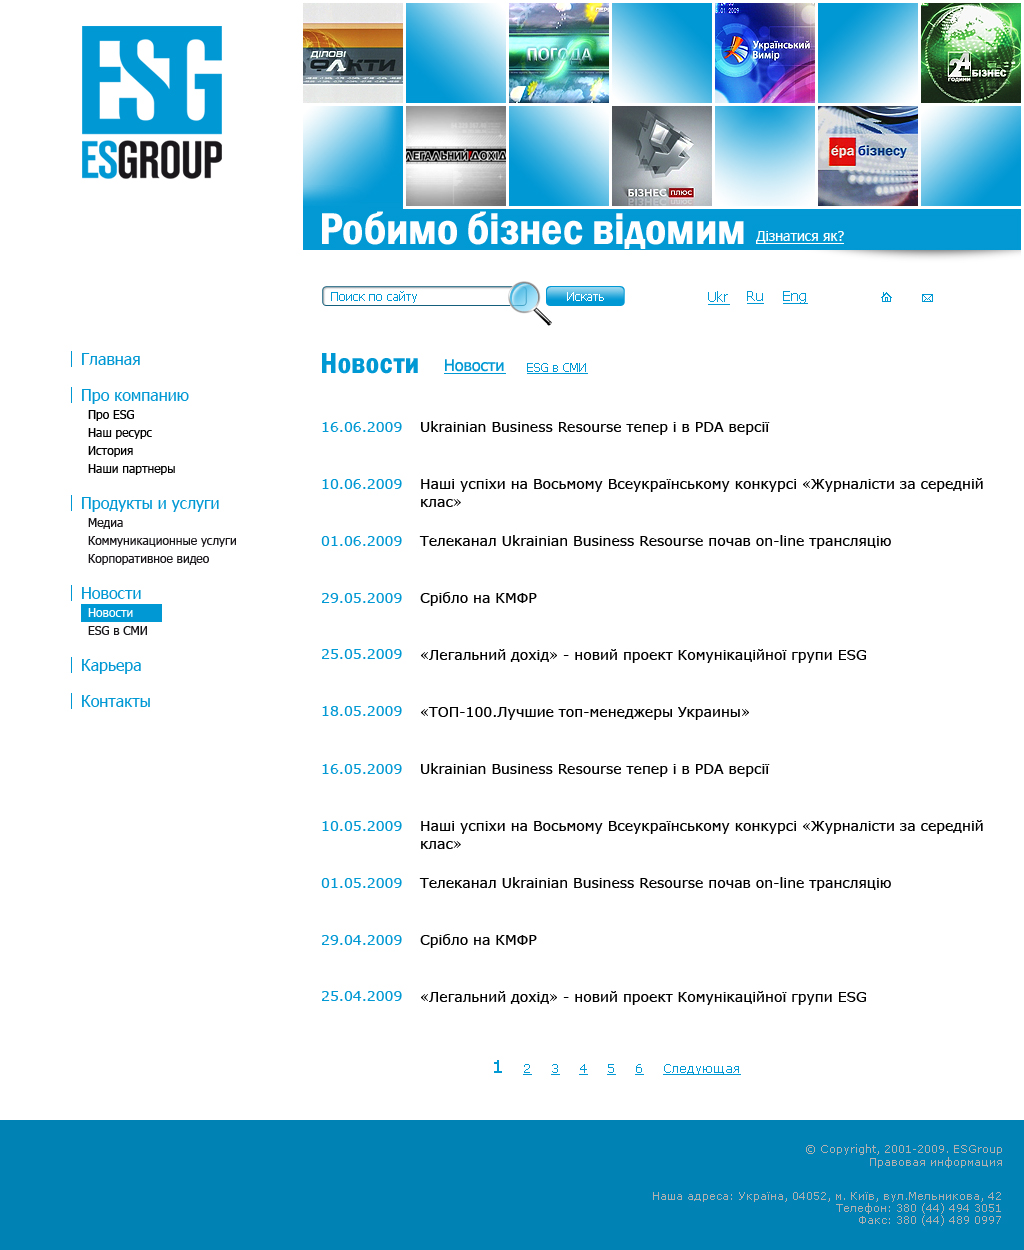 ESG
ESGROUP
ДІЛОВІ
ФАКТИ
ПОГОДА
Український
Вимір
24
ГОДИНИ
БІЗНЕС
ЛЕГАЛЬНИЙ ДОХІД
БІЗНЕС ПЛЮС
ера бізнесу
Робимо бізнес відомим Дізнатися як?
Поиск по сайту Искать Ukr Ru Eng
Главная
Про компанию
Про ESG
Наш ресурс
История
Наши партнеры
Продукты и услуги
Медиа
Коммуникационные услуги
Корпоративное видео
Новости
Новости
ESG в СМИ
Карьера
Контакты
Новости Новости ESG в СМИ
16.06.2009 Ukrainian Business Resourse тепер і в PDA версії
10.06.2009 Наші успіхи на Восьмому Всеукраїнському конкурсі «Журналісти за середній
клас»
01.06.2009 Телеканал Ukrainian Business Resourse почав on-line трансляцію
29.05.2009 Срібло на КМФР
25.05.2009 «Легальний дохід» - новий проект Комунікаційної групи ESG
18.05.2009 «ТОП-100.Лучшие топ-менеджеры Украины»
16.05.2009 Ukrainian Business Resourse тепер і в PDA версії
10.05.2009 Наші успіхи на Восьмому Всеукраїнському конкурсі «Журналісти за середній
клас»
01.05.2009 Телеканал Ukrainian Business Resourse почав on-line трансляцію
29.04.2009 Срібло на КМФР
25.04.2009 «Легальний дохід» - новий проект Комунікаційної групи ESG
1 2 3 4 5 6 Следующая
© Copyright, 2001-2009. ESGroup
Правовая информация
Наша адреса: Україна, 04052, м. Київ, вул.Мельникова, 42
Телефон: 380 (44) 494 3051
Факс: 380 (44) 489 0997